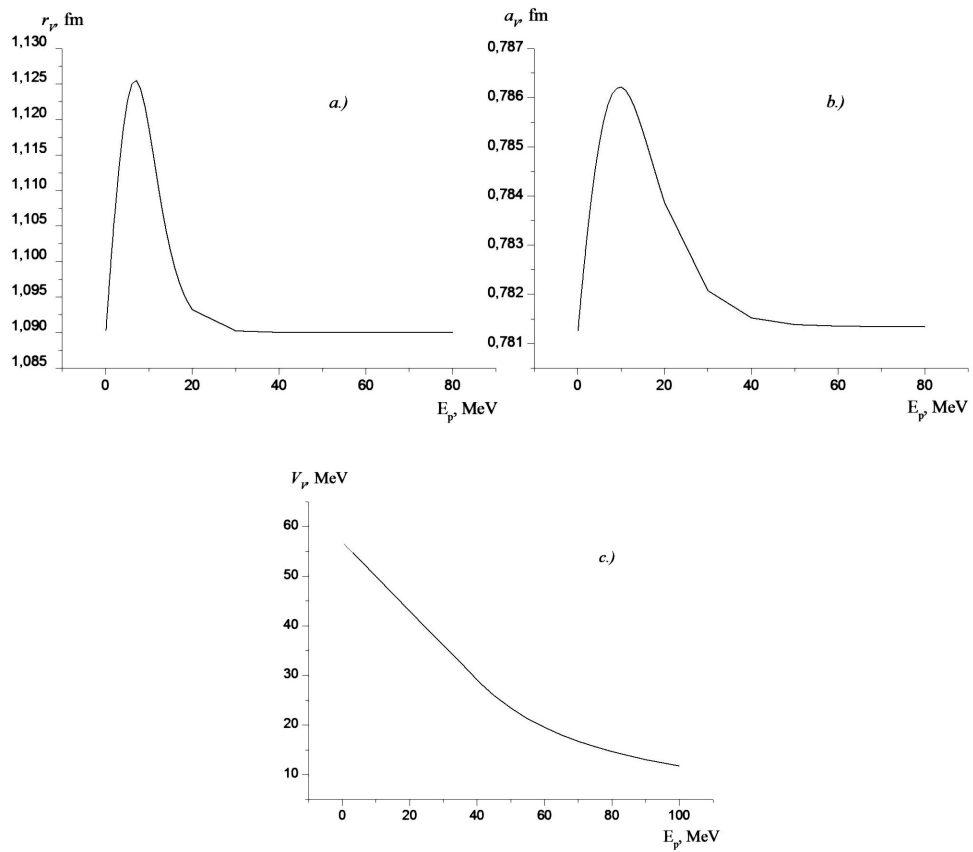 r_V, fm
1,130
1,125
1,120
1,115
1,110
1,105
1,100
1,095
1,090
1,085
a.)
0 20 40 60 80
E_p, MeV
a_V, fm
0,787
0,786
0,785
0,784
0,783
0,782
0,781
b.)
0 20 40 60 80
E_p, MeV
V_V, MeV
60
50
40
30
20
10
c.)
0 20 40 60 80 100
E_p, MeV